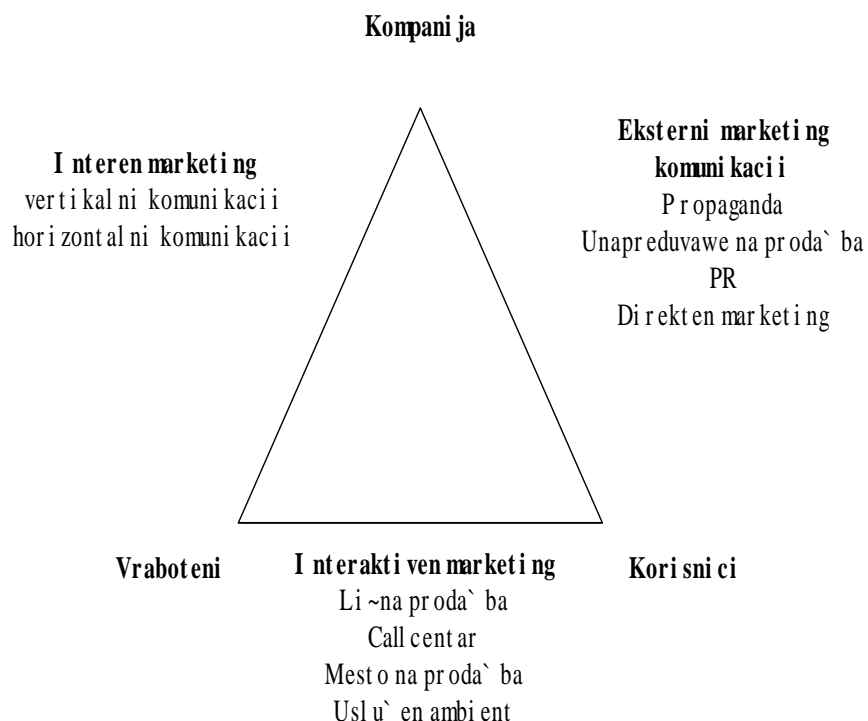 Kompanija
Interen marketing
vertikalni komunikacii
horizontalni komunikacii
Eksterni marketing
komunikacii
Propaganda
Unapreduvawe na proda`ba
PR
Direkten marketing
Vraboteni
Interaktiven marketing
Li~na proda`ba
Call centar
Mesto na proda`ba
Uslu`en ambient
Korisnici